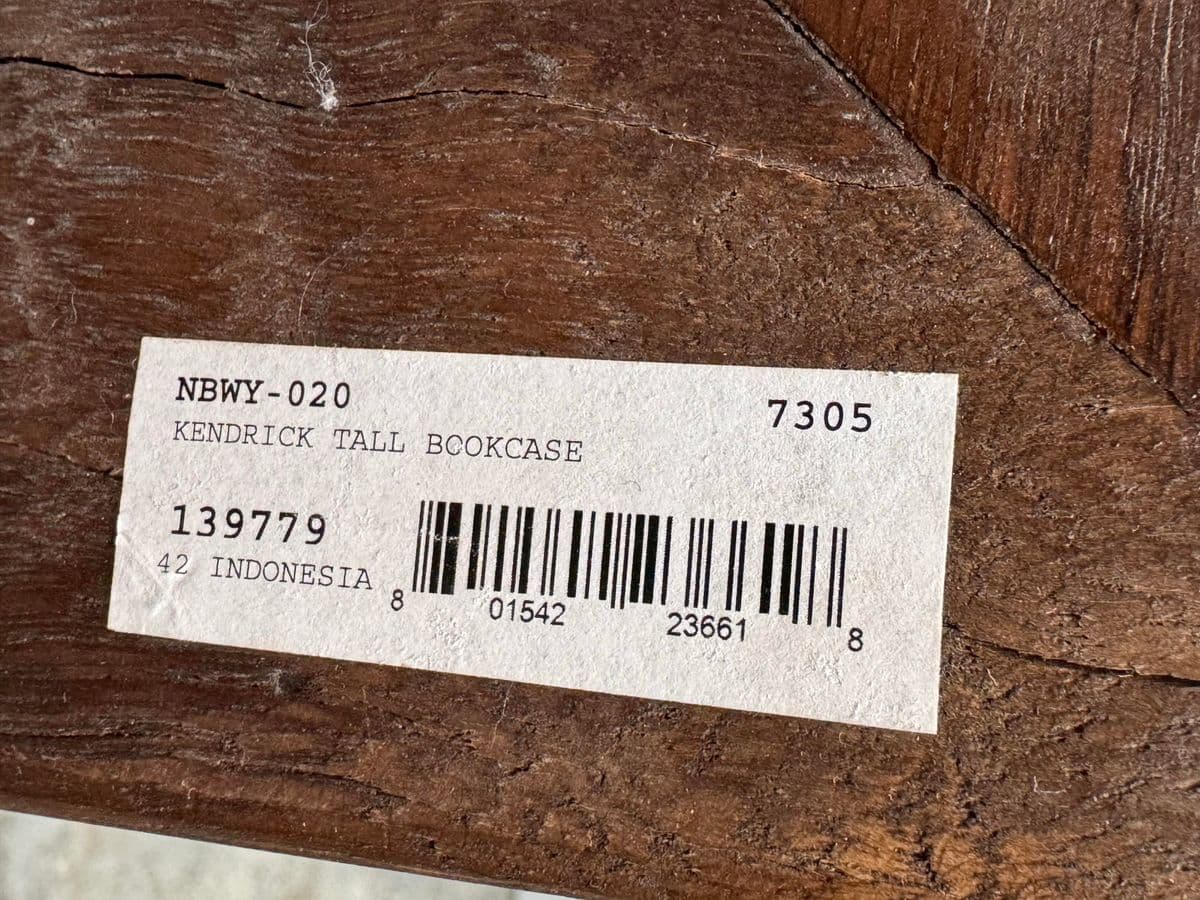 NBWY-020
7305
KENDRICK TALL BOOKCASE
139779
42 INDONESIA
8 01542 23661 8